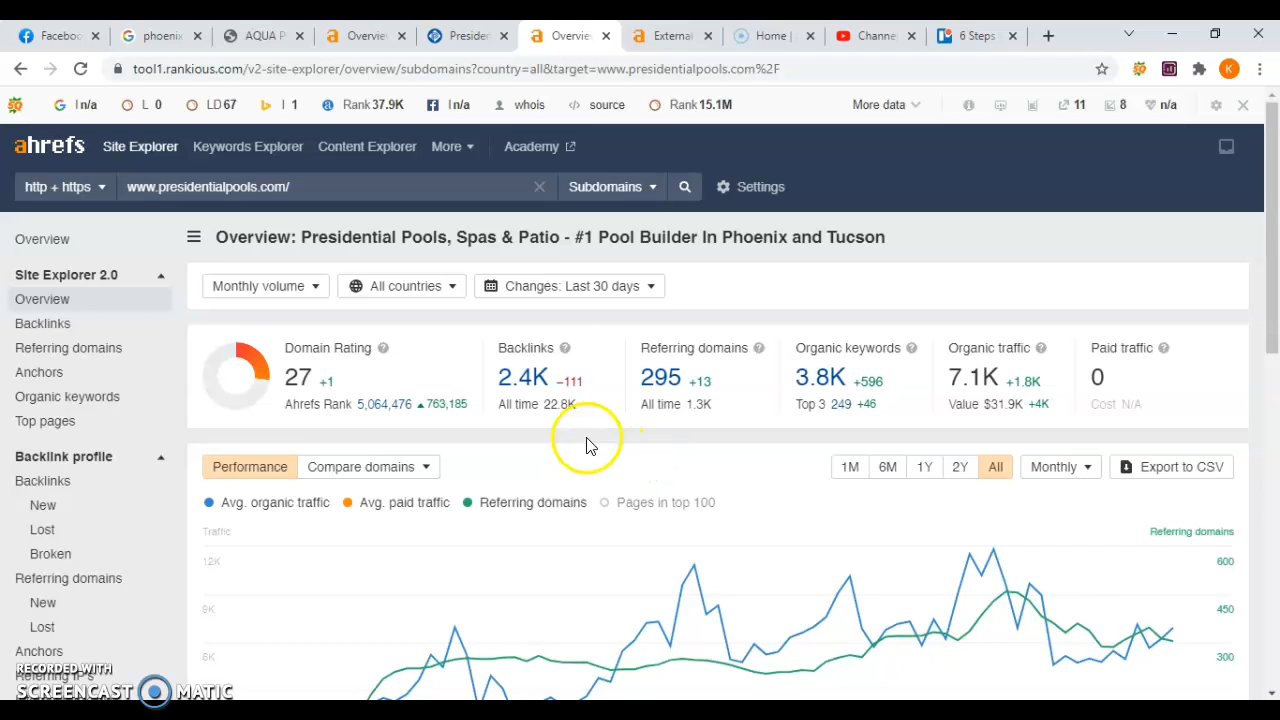 Facebo
phoenix
AQUA P
Overvie
Presiden
Overvie
External
Home |
Channe
6 Steps
tool1.rankious.com/v2-site-explorer/overview/subdomains?country=all&target=www.presidentialpools.com%2F
K
SQ I n/a L 0 LD 67 I 1 Rank 37.9K I n/a whois source Rank 15.1M More data 11 8 n/a
ahrefs Site Explorer Keywords Explorer Content Explorer More Academy
http + https www.presidentialpools.com/ Subdomains Settings
Overview
Overview: Presidential Pools, Spas & Patio - #1 Pool Builder In Phoenix and Tucson
Site Explorer 2.0
Overview
Backlinks
Referring domains
Anchors
Organic keywords
Top pages
Backlink profile
Backlinks
New
Lost
Broken
Referring domains
New
Lost
Anchors
Referring IP's
Monthly volume All countries Changes: Last 30 days
Domain Rating Backlinks Referring domains Organic keywords Organic traffic Paid traffic
27 +1 2.4K −111 295 +13 3.8K +596 7.1K +1.8K 0
Ahrefs Rank 5,064,476 763,185 All time 22.8K All time 1.3K Top 3 249 +46 Value $31.9K +4K Cost N/A
Performance Compare domains 1M 6M 1Y 2Y All Monthly Export to CSV
Avg. organic traffic Avg. paid traffic Referring domains Pages in top 100
Traffic Referring domains
12K 600
9K 450
6K 300
RECORDED WITH
SCREENCAST MATIC